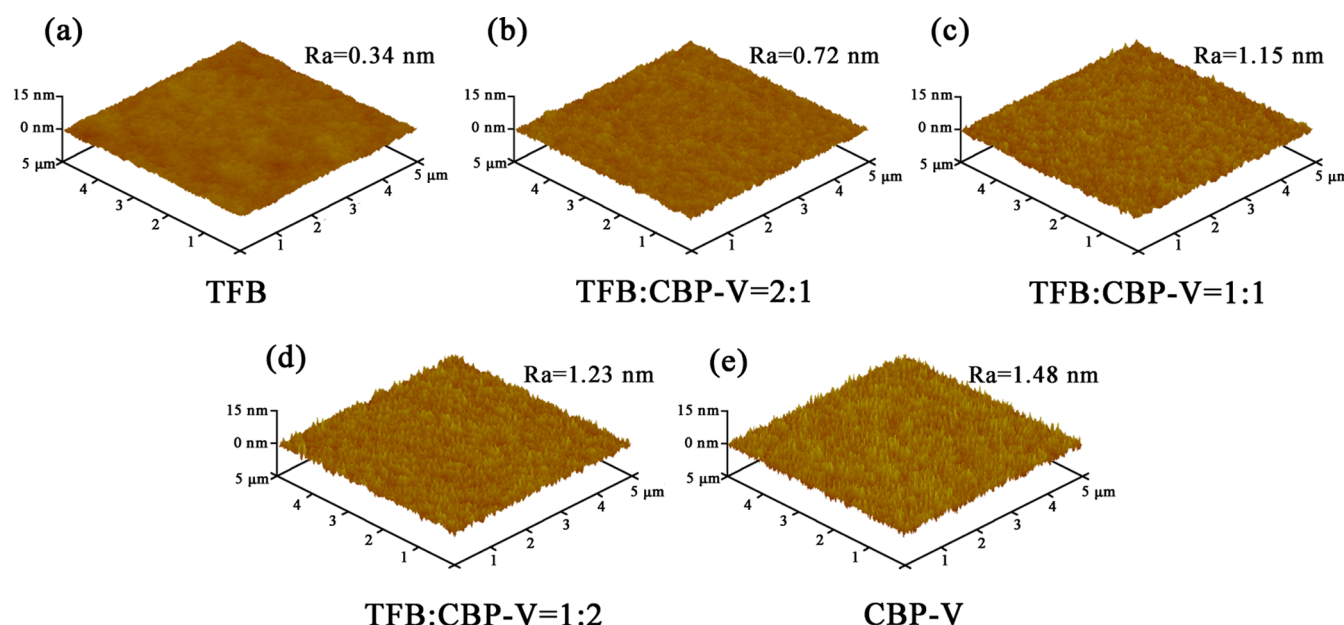 (a)
Ra=0.34 nm
15 nm
0 nm
5 μm
4
3
2
1
1
2
3
4
5 μm
TFB
(b)
Ra=0.72 nm
15 nm
0 nm
5 μm
4
3
2
1
1
2
3
4
5 μm
TFB:CBP-V=2:1
(c)
Ra=1.15 nm
15 nm
0 nm
5 μm
4
3
2
1
1
2
3
4
5 μm
TFB:CBP-V=1:1
(d)
Ra=1.23 nm
15 nm
0 nm
5 μm
4
3
2
1
1
2
3
4
5 μm
TFB:CBP-V=1:2
(e)
Ra=1.48 nm
15 nm
0 nm
5 μm
4
3
2
1
1
2
3
4
5 μm
CBP-V